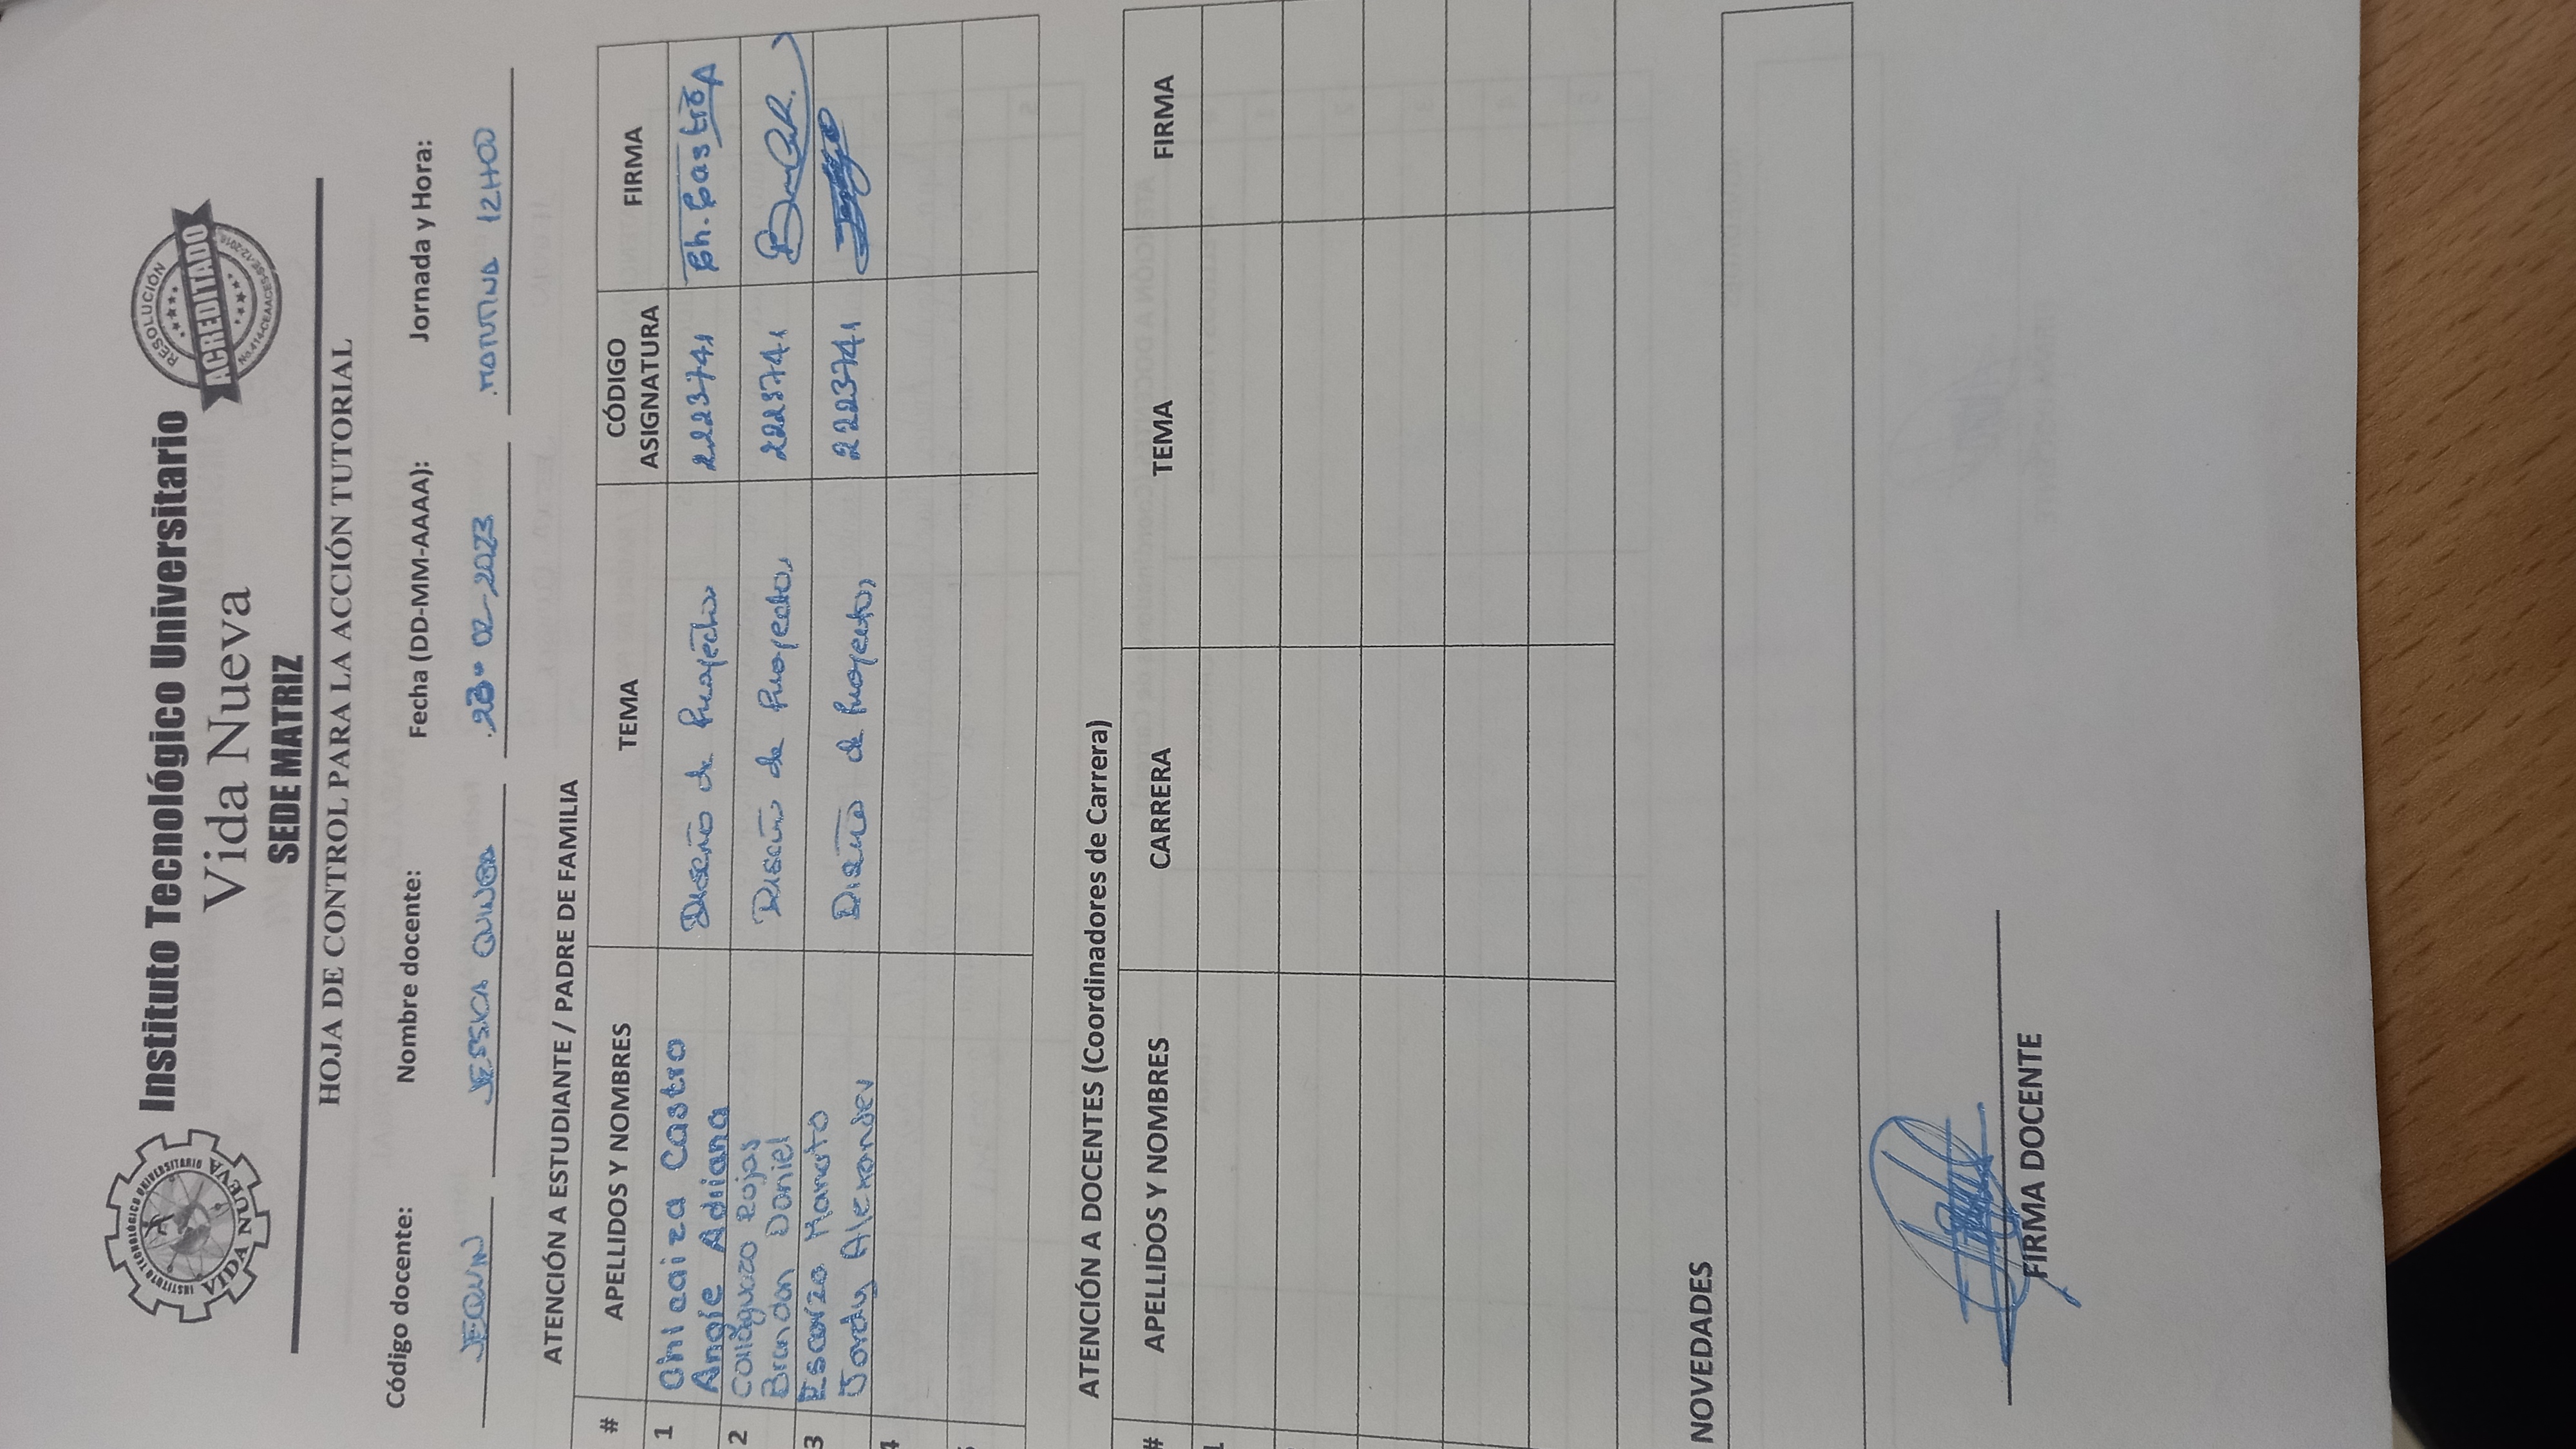 INSTITUTO TECNOLÓGICO UNIVERSITARIO
VIDA NUEVA
Instituto Tecnológico Universitario
Vida Nueva
SEDE MATRIZ
RESOLUCIÓN
ACREDITADO
No.414-CEAACES-SE-12-2016
HOJA DE CONTROL PARA LA ACCIÓN TUTORIAL
Código docente: Nombre docente: Fecha (DD-MM-AAAA): Jornada y Hora:
JEQUIN JESSICA QUINGA 23-02-2023 MATUTINA 12H00
ATENCIÓN A ESTUDIANTE / PADRE DE FAMILIA
# APELLIDOS Y NOMBRES TEMA CÓDIGO ASIGNATURA FIRMA
1 Chicaiza Castro
Angie Adriana Diseño de Proyectos 2223741 Ch. Castro A
2 Collaguazo Rojas
Brandon Daniel Diseño de Proyectos 2223741
3 Escorza Manoto
Jordy Alexander Diseño de Proyectos 2223741
4
ATENCIÓN A DOCENTES (Coordinadores de Carrera)
# APELLIDOS Y NOMBRES CARRERA TEMA FIRMA
1
NOVEDADES
FIRMA DOCENTE